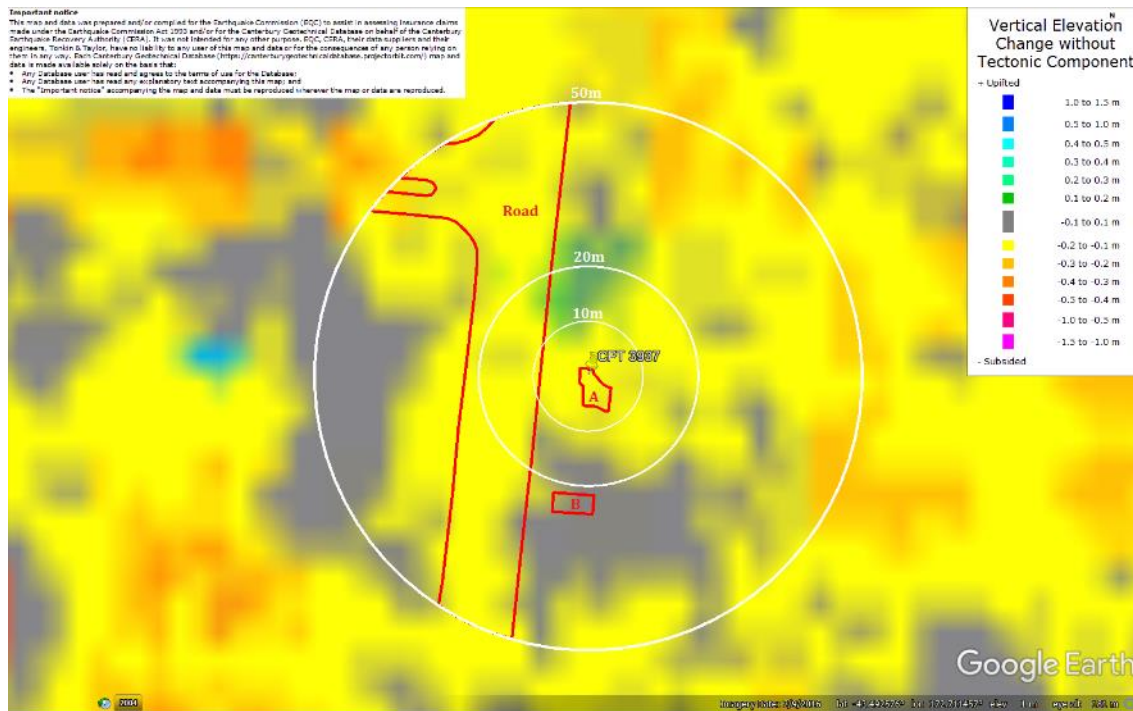 Important notice
This map and data was prepared and/or compiled for the Earthquake Commission (EQC) to assist in assessing insurance claims
made under the Earthquake Commission Act 1993 and/or for the Canterbury Geotechnical Database on behalf of the Canterbury
Earthquake Recovery Authority (CERA). It was not intended for any other purpose. EQC, CERA, their data suppliers and their
engineers, Tonkin & Taylor, have no liability to any user of this map and data or for the consequences of any person relying on
them in any way. Each Canterbury Geotechnical Database (https://canterburygeotechnicaldatabase.projectorbit.com/) map and
data is made available solely on the basis that:
• Any Database user has read and agrees to the terms of use for the Database;
• Any Database user has read any explanatory text accompanying this map; and
• The "Important notice" accompanying the map and data must be reproduced wherever the map or data are reproduced.
N
Vertical Elevation
Change without
Tectonic Component
+ Uplifted
1.0 to 1.5 m
0.5 to 1.0 m
0.4 to 0.5 m
0.3 to 0.4 m
0.2 to 0.3 m
0.1 to 0.2 m
-0.1 to 0.1 m
-0.2 to -0.1 m
-0.3 to -0.2 m
-0.4 to -0.3 m
-0.5 to -0.4 m
-1.0 to -0.5 m
-1.5 to -1.0 m
- Subsided
50m
Road
20m
10m
CPT 3937
A
B
Google Earth
2004